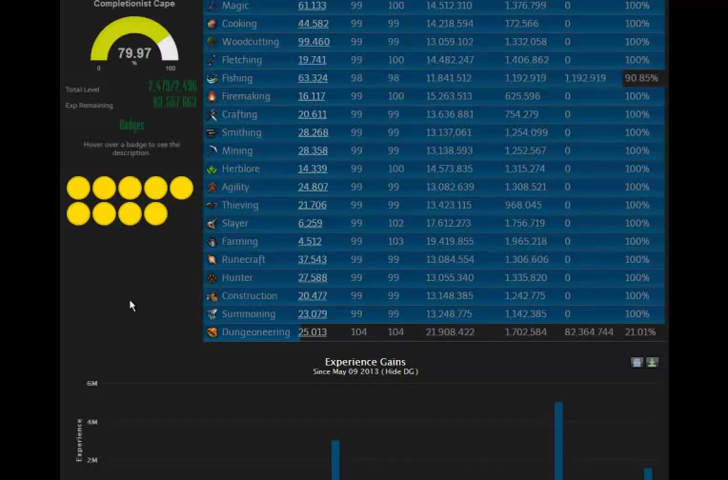 Completionist Cape
79.97
%
0 100
Total Level 2,475/2,496
Exp Remaining
Badges
Hover over a badge to see the
description.
Magic 61.133 99 100 14,512,310 1,376,799 0 100%
Cooking 44.582 99 99 14,218,594 172,566 0 100%
Woodcutting 99.460 99 99 13,059,102 1,332,058 0 100%
Fletching 19.741 99 100 14,482,247 1,406,862 0 100%
Fishing 63.324 98 98 11,841,512 1,192,919 1,192,919 90.85%
Firemaking 16.117 99 99 15,263,513 625,596 0 100%
Crafting 20.611 99 99 13,636,881 754,279 0 100%
Smithing 28.268 99 99 13,137,061 1,254,099 0 100%
Mining 28.358 99 99 13,138,593 1,252,567 0 100%
Herblore 14.339 99 100 14,573,835 1,315,274 0 100%
Agility 24.807 99 99 13,082,639 1,308,521 0 100%
Thieving 21.706 99 99 13,423,115 968,045 0 100%
Slayer 6.259 99 102 17,612,273 1,756,719 0 100%
Farming 4.512 99 103 19,419,855 1,965,218 0 100%
Runecraft 37.543 99 99 13,084,554 1,306,606 0 100%
Hunter 27.588 99 99 13,055,340 1,335,820 0 100%
Construction 20.477 99 99 13,148,385 1,242,775 0 100%
Summoning 23.079 99 99 13,248,775 1,142,385 0 100%
Dungeoneering 25.013 104 104 21,908,422 1,702,584 82,364,744 21.01%
Experience Gains
Since May 09 2013 ( Hide DG )
6M
4M
2M
Experience